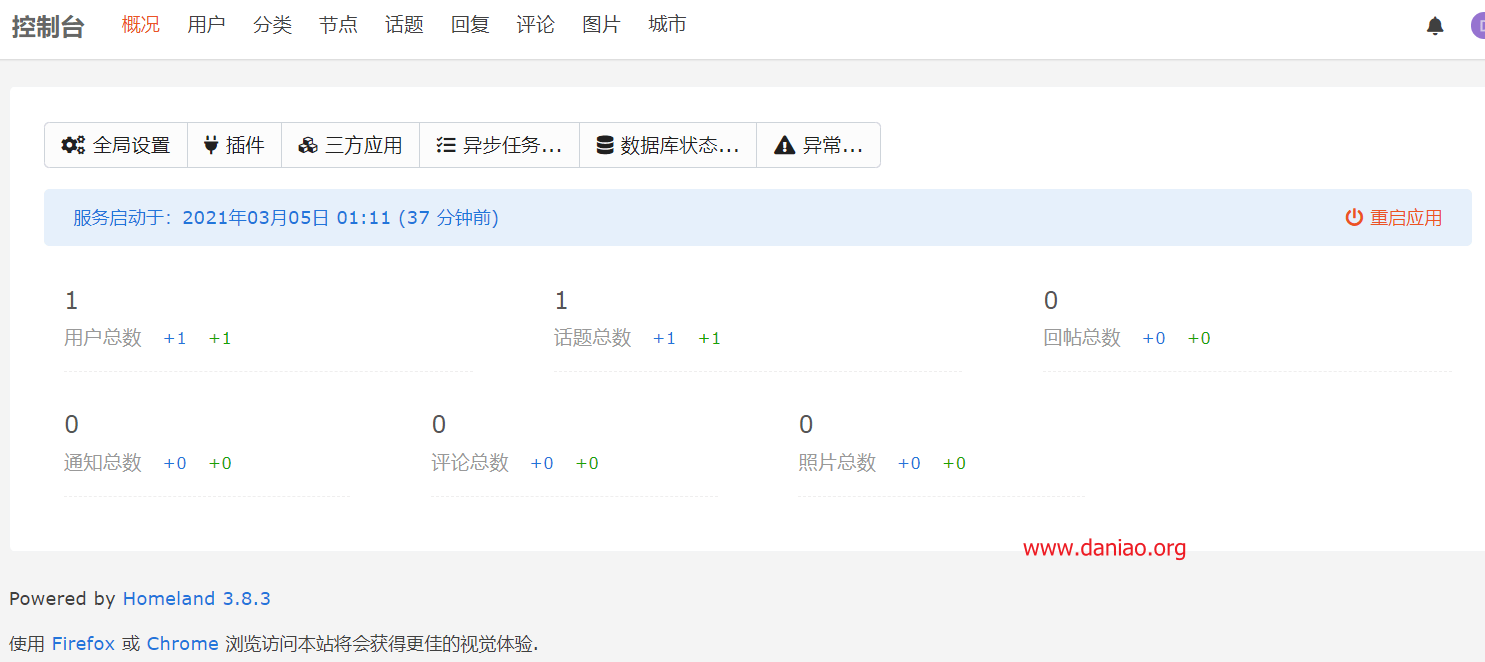 控制台 概况 用户 分类 节点 话题 回复 评论 图片 城市
全局设置 插件 三方应用 异步任务... 数据库状态... 异常...
服务启动于：2021年03月05日 01:11 (37 分钟前) 重启应用
1 1 0
用户总数 +1 +1 话题总数 +1 +1 回帖总数 +0 +0
0 0 0
通知总数 +0 +0 评论总数 +0 +0 照片总数 +0 +0
www.daniao.org
Powered by Homeland 3.8.3
使用 Firefox 或 Chrome 浏览访问本站将会获得更佳的视觉体验.